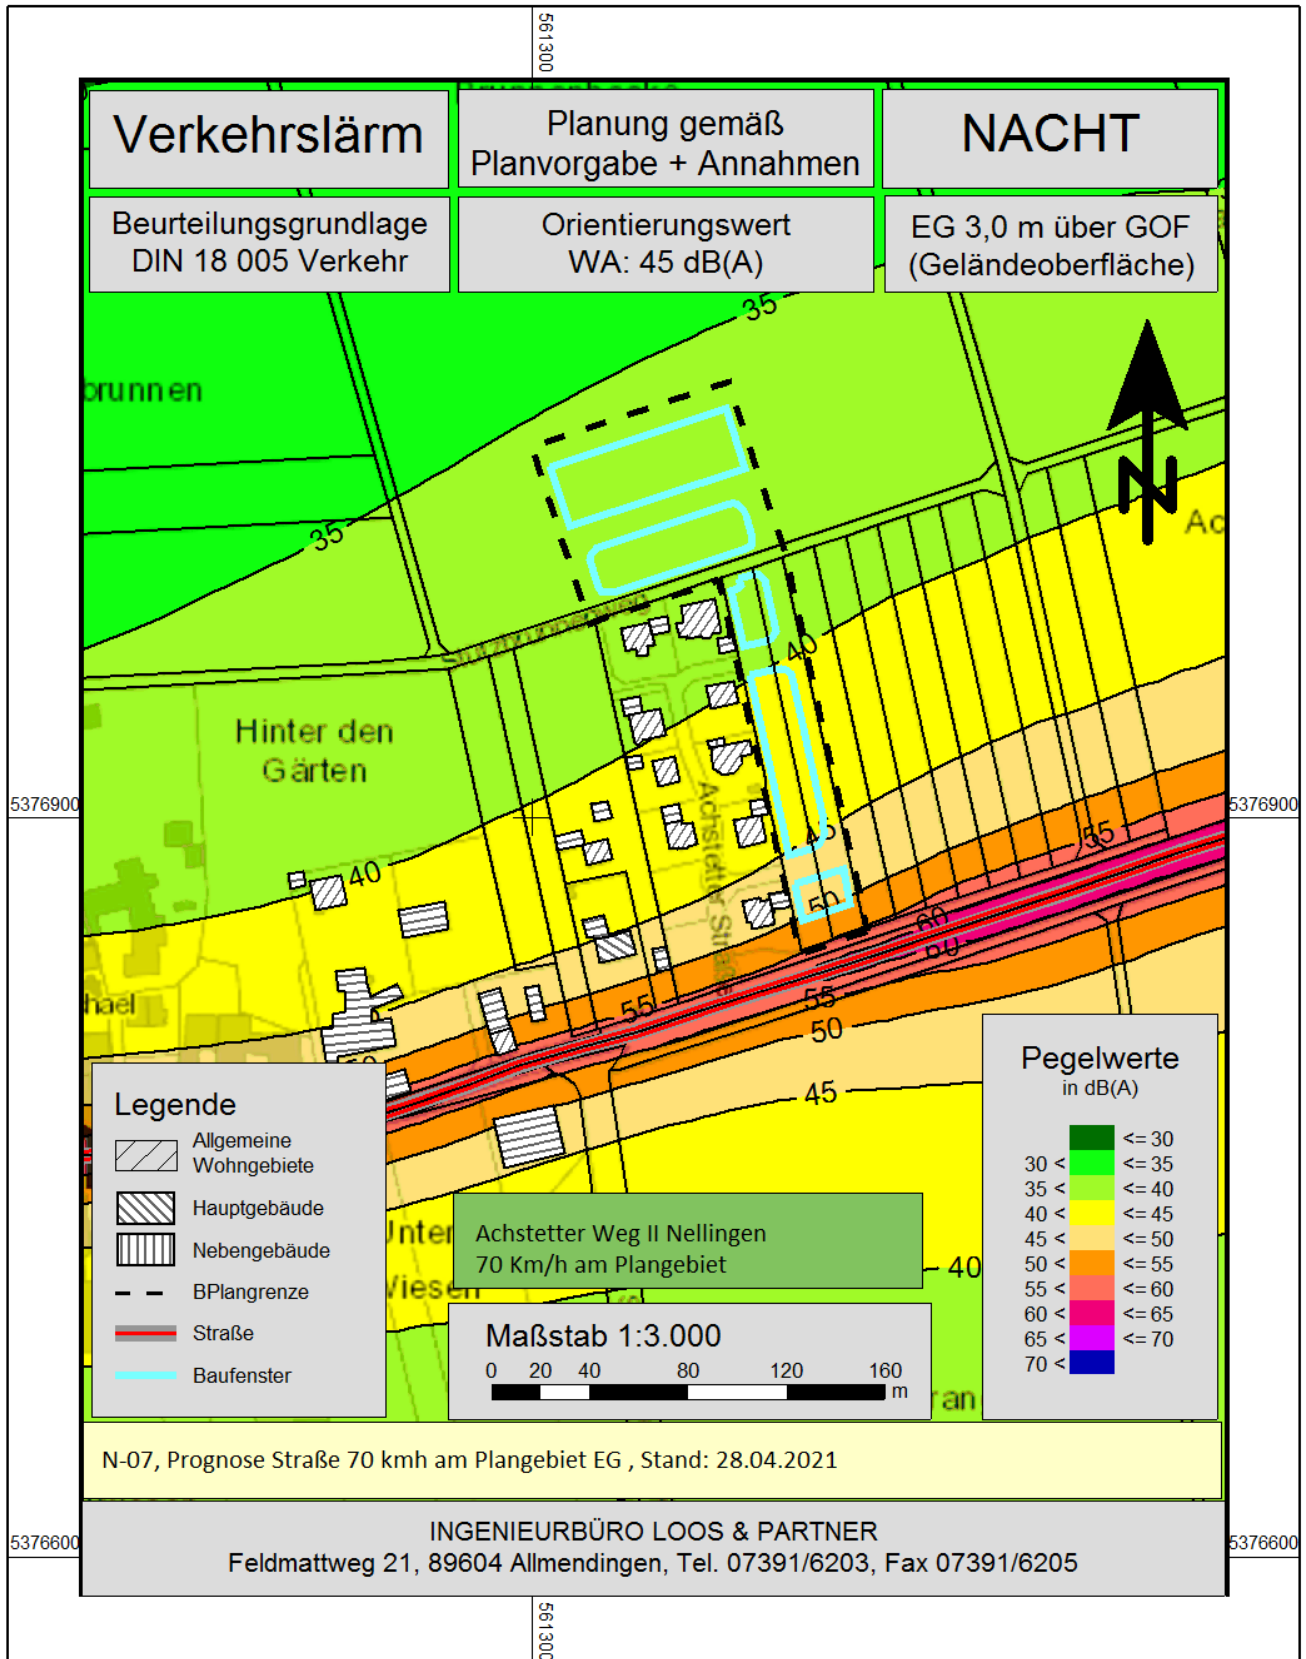 561300
Verkehrslärm
Planung gemäß
Planvorgabe + Annahmen
NACHT
Beurteilungsgrundlage
DIN 18 005 Verkehr
Orientierungswert
WA: 45 dB(A)
EG 3,0 m über GOF
(Geländeoberfläche)
35
brunnen
N
Ac
35
Sturzbrunnenweg
40
Hinter den
Gärten
Achstetter Straße
5376900
5376900
45
55
40
50
60
60
hael
55
55
50
45
Legende
Allgemeine
Wohngebiete
Hauptgebäude
Nebengebäude
BPlangrenze
Straße
Baufenster
Unter
Wiesen
Achstetter Weg II Nellingen
70 Km/h am Plangebiet
40
Maßstab 1:3.000
0 20 40 80 120 160
m
Pegelwerte
in dB(A)
<= 30
30 < <= 35
35 < <= 40
40 < <= 45
45 < <= 50
50 < <= 55
55 < <= 60
60 < <= 65
65 < <= 70
70 <
ran
N-07, Prognose Straße 70 kmh am Plangebiet EG , Stand: 28.04.2021
INGENIEURBÜRO LOOS & PARTNER
Feldmattweg 21, 89604 Allmendingen, Tel. 07391/6203, Fax 07391/6205
5376600
5376600
561300